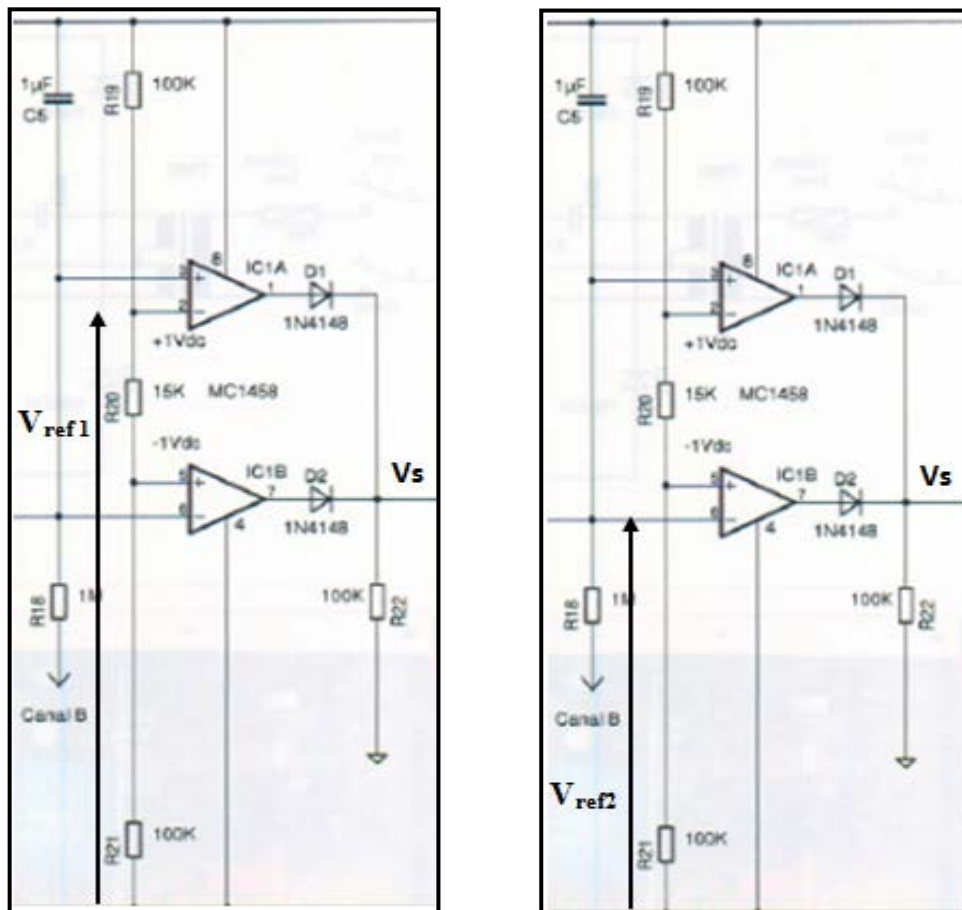 1µF
C5
R19
100K
3
+
8
IC1A
D1
1
2
-
1N4148
+1Vdc
R20
15K
MC1458
Vref 1
-1Vdc
5
+
IC1B
D2
7
Vs
6
-
4
1N4148
R18
1M
100K
R22
Canal B
R21
100K
1µF
C5
R19
100K
3
+
8
IC1A
D1
1
2
-
1N4148
+1Vdc
R20
15K
MC1458
-1Vdc
5
+
IC1B
D2
7
Vs
6
-
4
1N4148
R18
1M
100K
R22
Canal B
Vref2
R21
100K